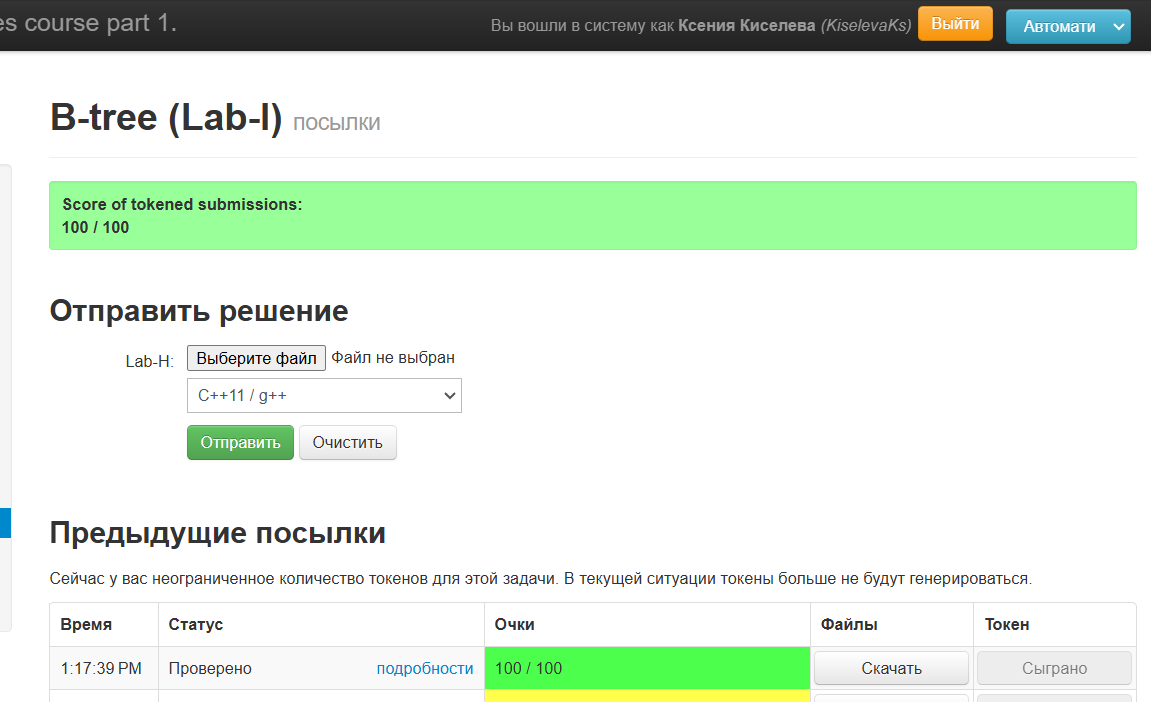 es course part 1.
Вы вошли в систему как Ксения Киселева (KiselevaKs)
Выйти
Автомати
B-tree (Lab-I) посылки
Score of tokened submissions:
100 / 100
Отправить решение
Lab-H: Выберите файл Файл не выбран
C++11 / g++
Отправить Очистить
Предыдущие посылки
Сейчас у вас неограниченное количество токенов для этой задачи. В текущей ситуации токены больше не будут генерироваться.
Время Статус Очки Файлы Токен
1:17:39 PM Проверено подробности 100 / 100 Скачать Сыграно